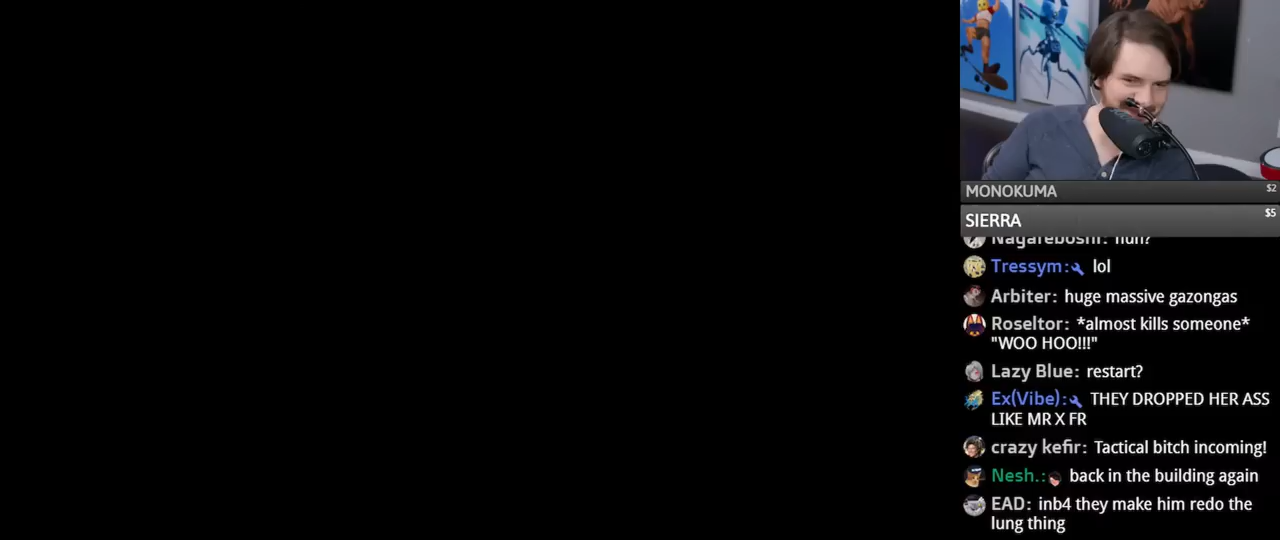 MONOKUMA $2
SIERRA $5
Nagareboshi: huh?
Tressym: lol
Arbiter: huge massive gazongas
Roseltor: *almost kills someone*
"WOO HOO!!!"
Lazy Blue: restart?
Ex(Vibe): THEY DROPPED HER ASS
LIKE MR X FR
crazy kefir: Tactical bitch incoming!
Nesh.: back in the building again
EAD: inb4 they make him redo the
lung thing